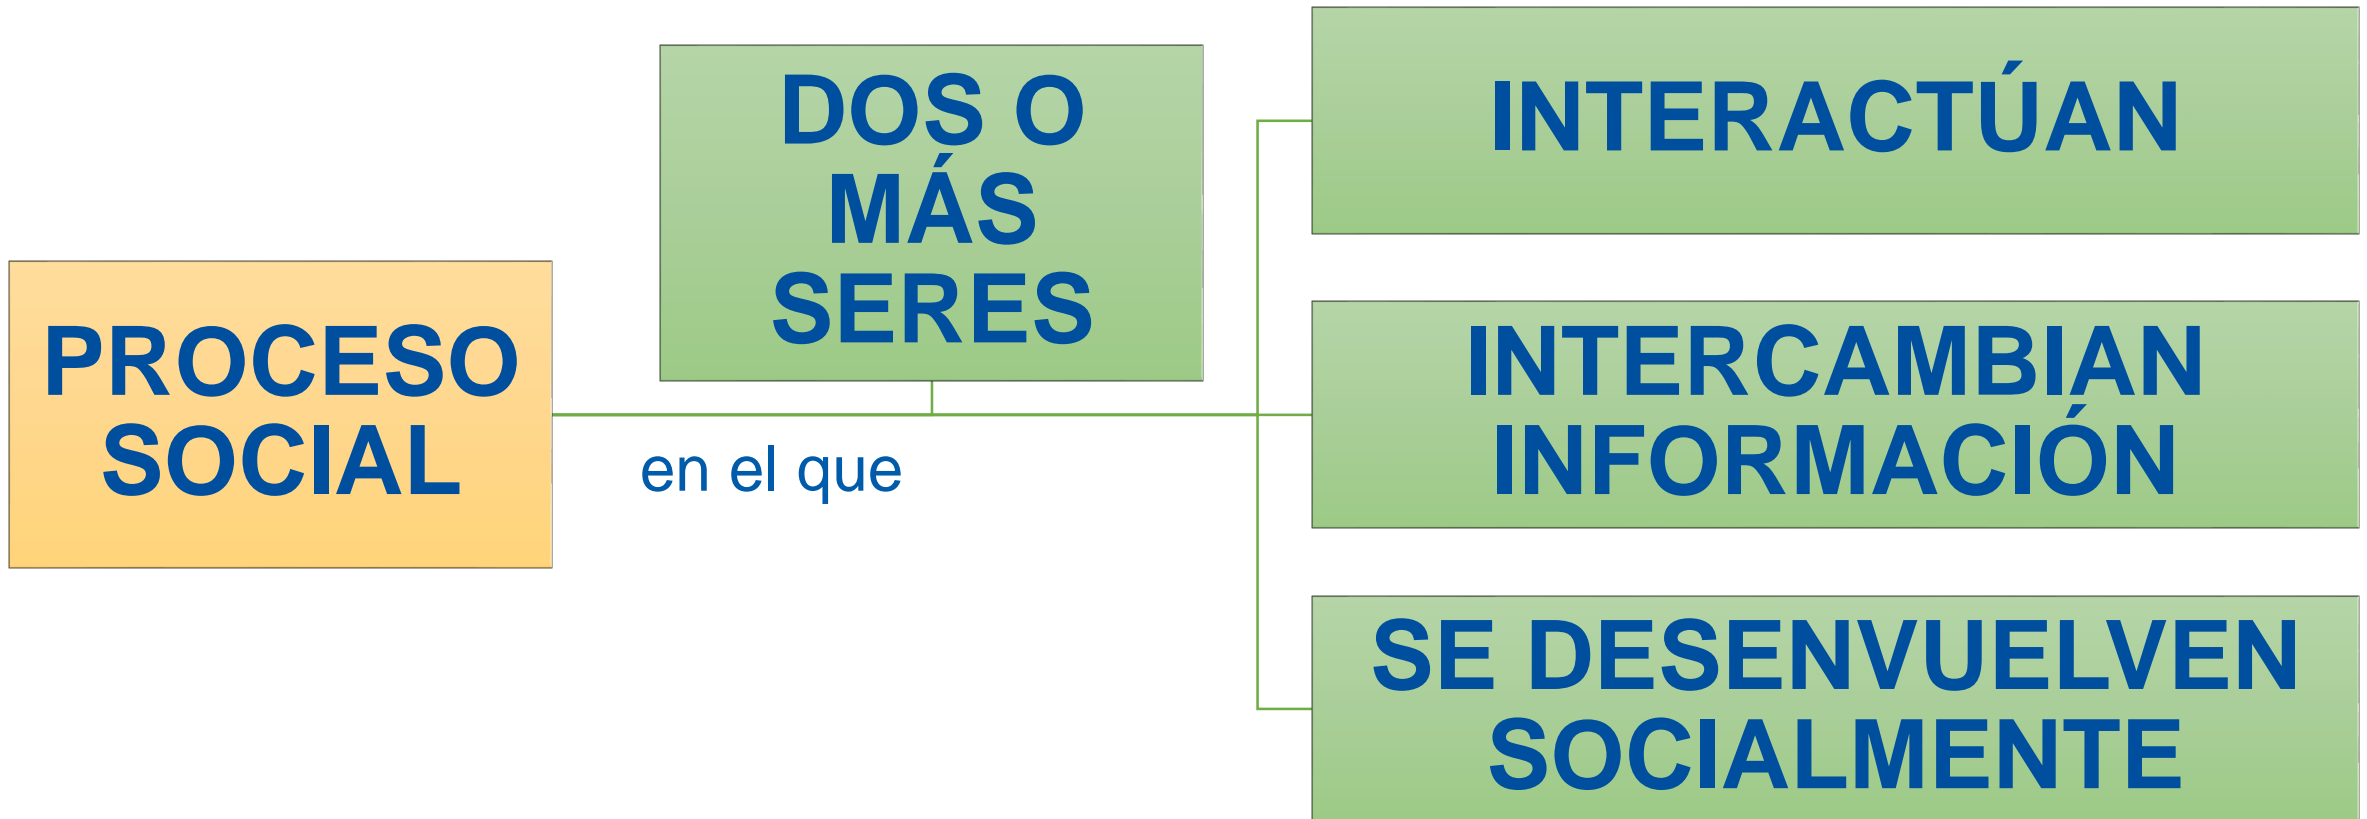 PROCESO
SOCIAL
en el que
DOS O
MÁS
SERES
INTERACTÚAN
INTERCAMBIAN
INFORMACIÓN
SE DESENVUELVEN
SOCIALMENTE